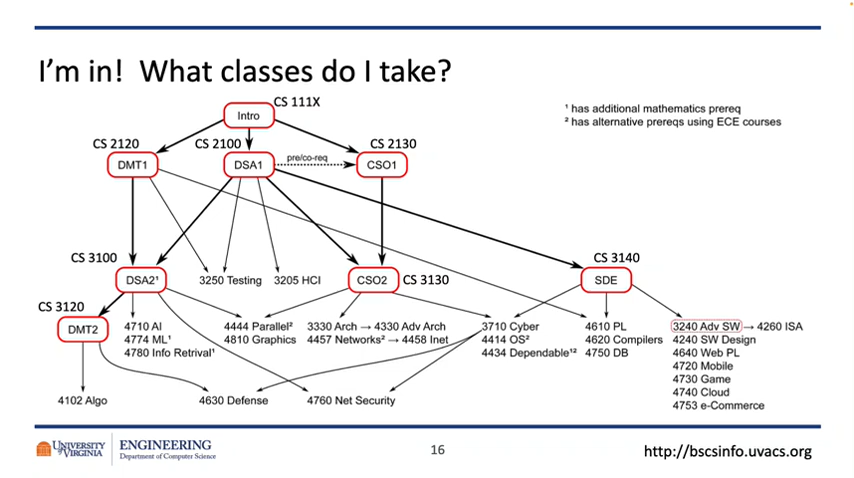 I'm in! What classes do I take?
¹ has additional mathematics prereq
² has alternative prereqs using ECE courses
CS 111X
Intro
CS 2120
CS 2100
CS 2130
DMT1
DSA1
pre/co-req
CSO1
CS 3100
CS 3140
DSA2¹
3250 Testing
3205 HCI
CSO2
CS 3130
SDE
CS 3120
DMT2
4710 AI
4774 ML¹
4780 Info Retrival¹
4444 Parallel²
4810 Graphics
3330 Arch → 4330 Adv Arch
4457 Networks² → 4458 Inet
3710 Cyber
4414 OS²
4434 Dependable¹²
4610 PL
4620 Compilers
4750 DB
3240 Adv SW → 4260 ISA
4240 SW Design
4640 Web PL
4720 Mobile
4730 Game
4740 Cloud
4753 e-Commerce
4102 Algo
4630 Defense
4760 Net Security
UNIVERSITY of VIRGINIA
ENGINEERING
Department of Computer Science
16
http://bscsinfo.uvacs.org